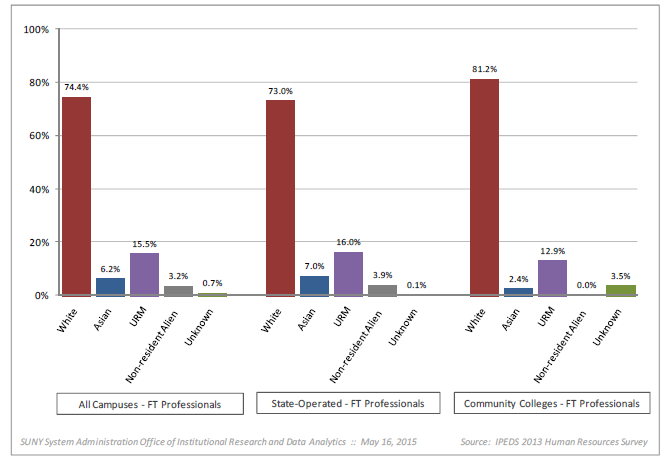 100%
80%
60%
40%
20%
0%
74.4%
6.2%
15.5%
3.2%
0.7%
73.0%
7.0%
16.0%
3.9%
0.1%
81.2%
2.4%
12.9%
0.0%
3.5%
White
Asian
URM
Non-resident Alien
Unknown
White
Asian
URM
Non-resident Alien
Unknown
White
Asian
URM
Non-resident Alien
Unknown
All Campuses - FT Professionals
State-Operated - FT Professionals
Community Colleges - FT Professionals
SUNY System Administration Office of Institutional Research and Data Analytics :: May 16, 2015
Source: IPEDS 2013 Human Resources Survey